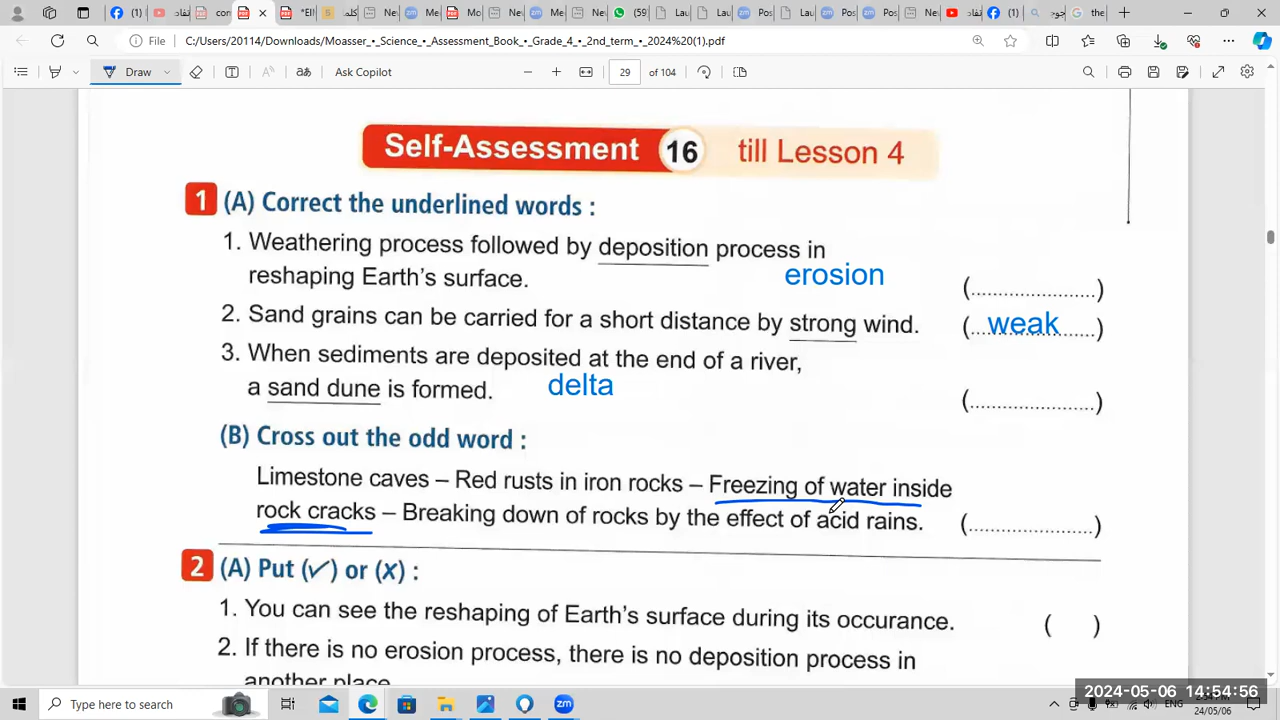 File
C:/Users/20114/Downloads/Moasser_•_Science_•_Assessment_Book_•_Grade_4_•_2nd_term_•_2024%20(1).pdf
Draw
Ask Copilot
29 of 104
Self-Assessment 16 till Lesson 4
1 (A) Correct the underlined words :
1. Weathering process followed by deposition process in
reshaping Earth's surface. erosion (......................)
2. Sand grains can be carried for a short distance by strong wind. (...weak......)
3. When sediments are deposited at the end of a river,
a sand dune is formed. delta (......................)
(B) Cross out the odd word :
Limestone caves – Red rusts in iron rocks – Freezing of water inside
rock cracks – Breaking down of rocks by the effect of acid rains. (......................)
2 (A) Put (✓) or (X) :
1. You can see the reshaping of Earth's surface during its occurance. ( )
2. If there is no erosion process, there is no deposition process in
another place.
Type here to search
ENG
2024-05-06 14:54:56
24/05/06